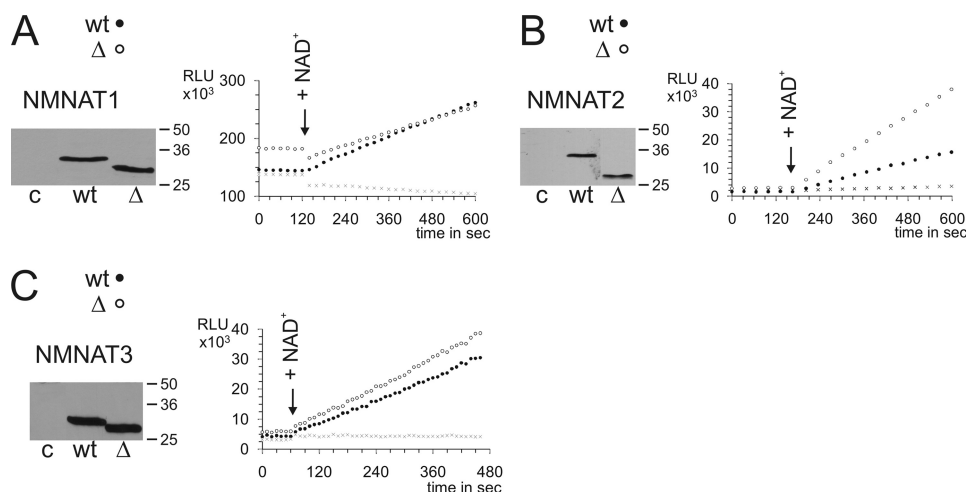 A
wt ●
Δ ○
NMNAT1
50
36
25
c wt Δ
RLU
x10³
+ NAD⁺
300
200
100
0 120 240 360 480 600
time in sec
B
wt ●
Δ ○
NMNAT2
50
36
25
c wt Δ
RLU
x10³
+ NAD⁺
40
30
20
10
0
0 120 240 360 480 600
time in sec
C
wt ●
Δ ○
NMNAT3
50
36
25
c wt Δ
RLU
x10³
+ NAD⁺
40
30
20
10
0
0 120 240 360 480
time in sec